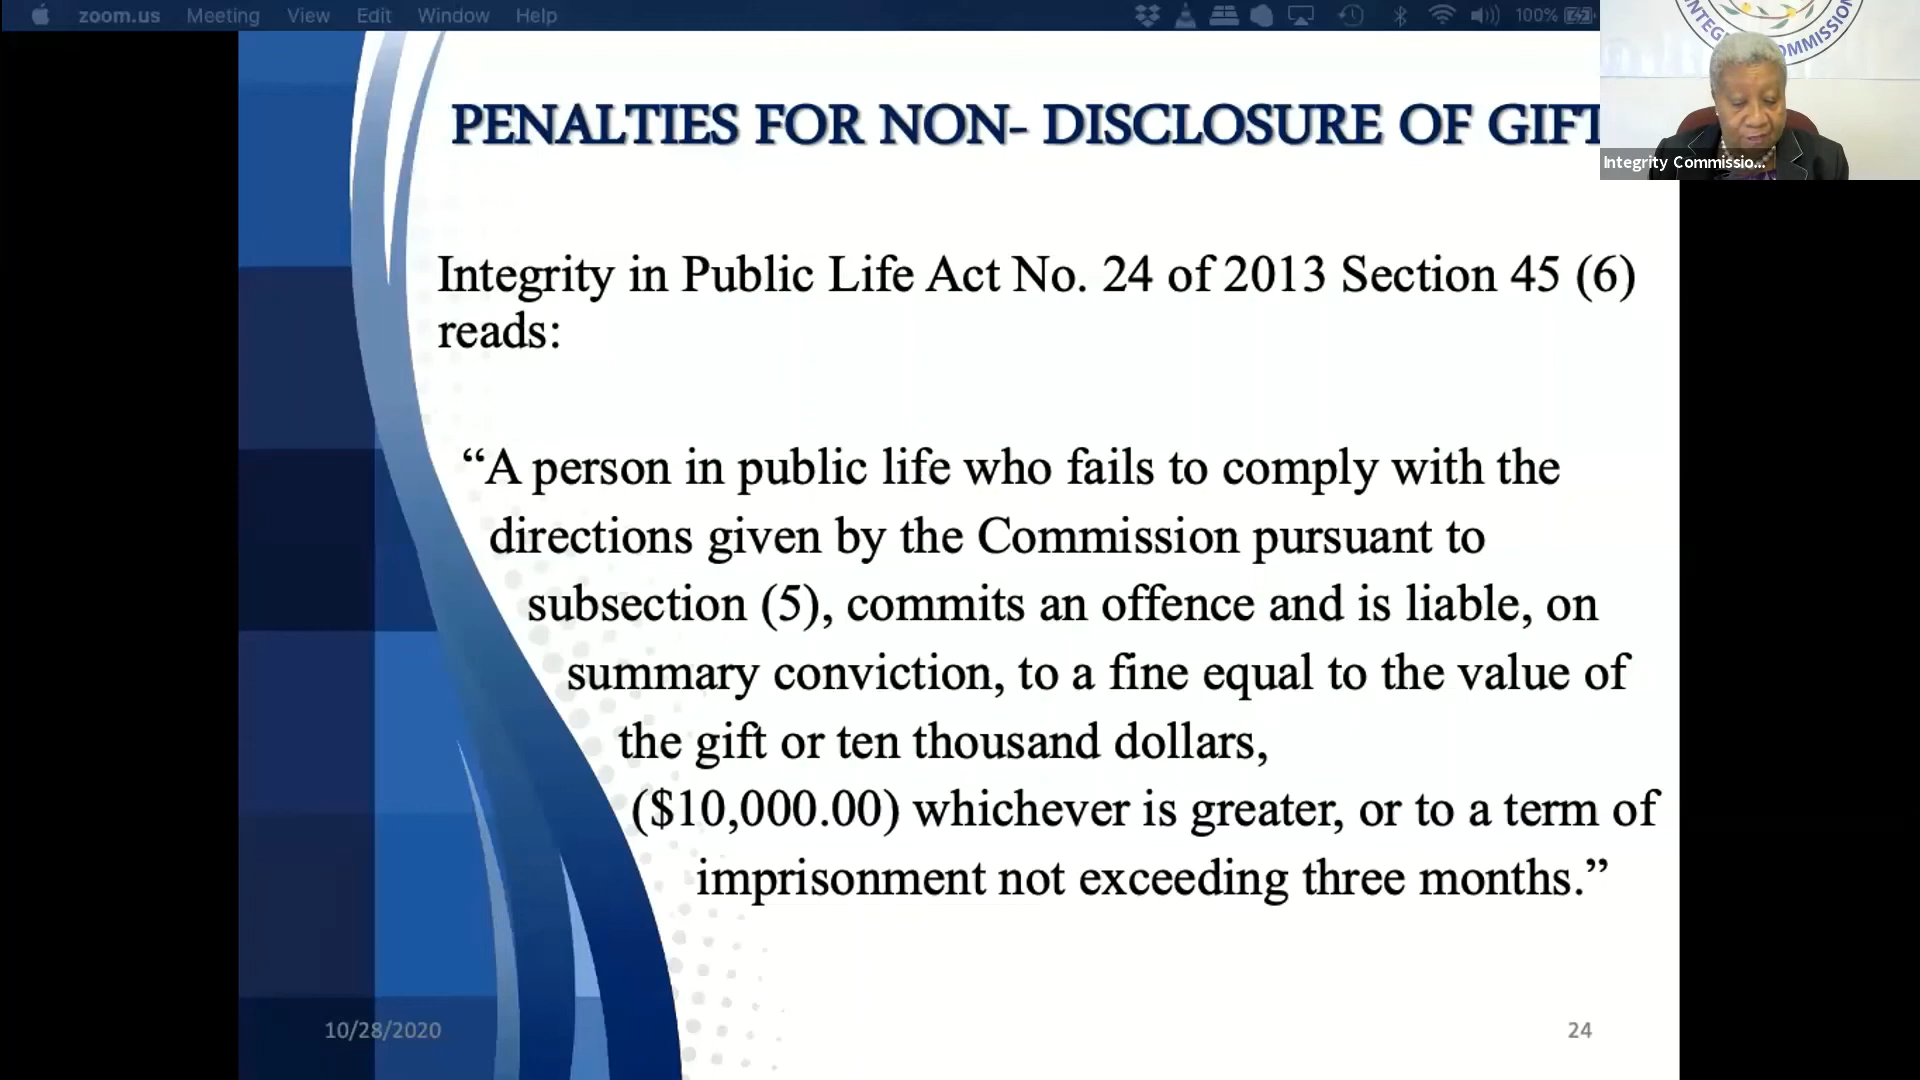 zoom.us Meeting View Edit Window Help 100%
COMMISSION
PENALTIES FOR NON- DISCLOSURE OF GIFT
Integrity Commissio...
Integrity in Public Life Act No. 24 of 2013 Section 45 (6)
reads:
“A person in public life who fails to comply with the
directions given by the Commission pursuant to
subsection (5), commits an offence and is liable, on
summary conviction, to a fine equal to the value of
the gift or ten thousand dollars,
($10,000.00) whichever is greater, or to a term of
imprisonment not exceeding three months.”
10/28/2020
24